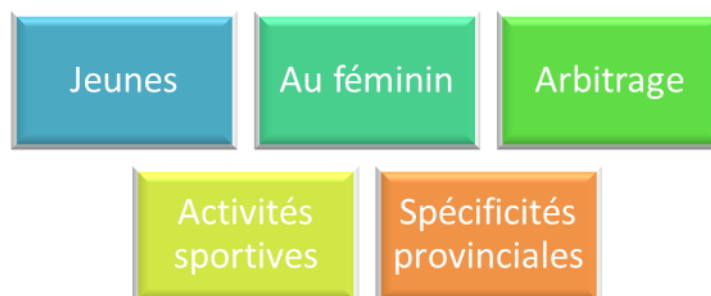 Jeunes
Au féminin
Arbitrage
Activités
sportives
Spécificités
provinciales